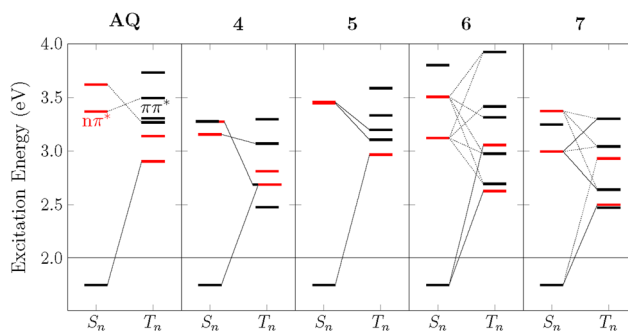 AQ 4 5 6 7
Excitation Energy (eV)
4.0
3.5
3.0
2.5
2.0
nπ*
ππ*
Sn Tn Sn Tn Sn Tn Sn Tn Sn Tn